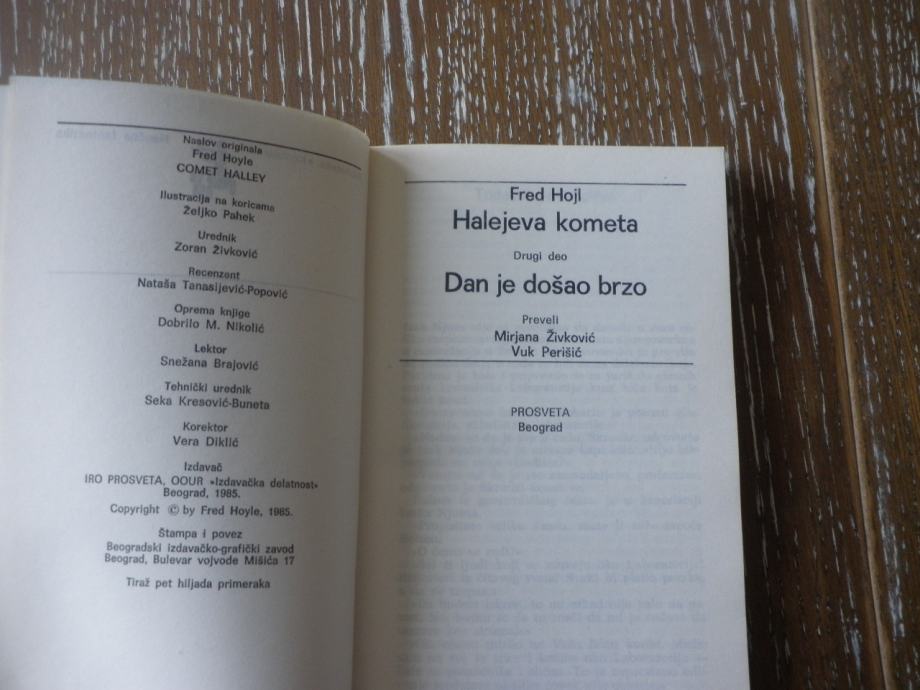 Naslov originala
Fred Hoyle
COMET HALLEY
Ilustracija na koricama
Željko Pahek
Urednik
Zoran Živković
Recenzent
Nataša Tanasijević-Popović
Oprema knjige
Dobrilo M. Nikolić
Lektor
Snežana Brajović
Tehnički urednik
Seka Kresović-Buneta
Korektor
Vera Diklić
Izdavač
IRO PROSVETA, OOUR »Izdavačka delatnost«
Beograd, 1985.
Copyright © by Fred Hoyle, 1985.
Štampa i povez
Beogradski izdavačko-grafički zavod
Beograd, Bulevar vojvode Mišića 17
Tiraž pet hiljada primeraka
Fred Hojl
Halejeva kometa
Drugi deo
Dan je došao brzo
Preveli
Mirjana Živković
Vuk Perišić
PROSVETA
Beograd